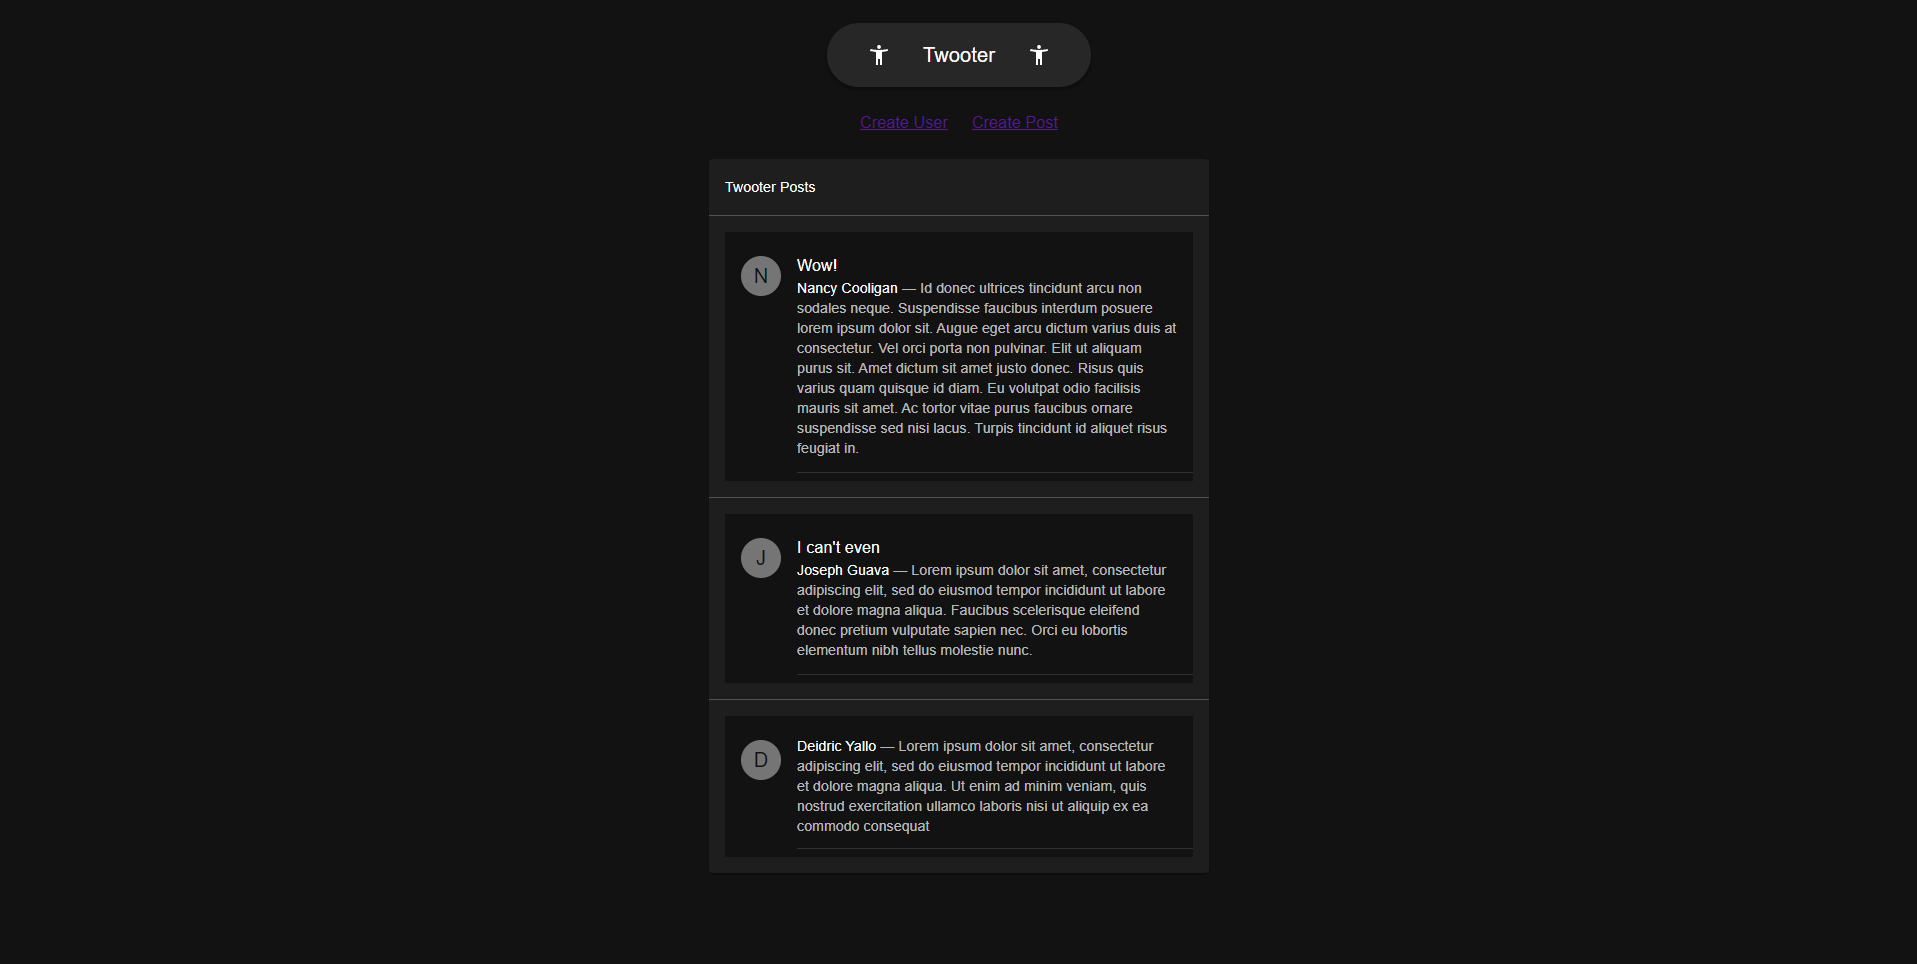 Twooter
Create User Create Post
Twooter Posts
N
Wow!
Nancy Cooligan — Id donec ultrices tincidunt arcu non
sodales neque. Suspendisse faucibus interdum posuere
lorem ipsum dolor sit. Augue eget arcu dictum varius duis at
consectetur. Vel orci porta non pulvinar. Elit ut aliquam
purus sit. Amet dictum sit amet justo donec. Risus quis
varius quam quisque id diam. Eu volutpat odio facilisis
mauris sit amet. Ac tortor vitae purus faucibus ornare
suspendisse sed nisi lacus. Turpis tincidunt id aliquet risus
feugiat in.
J
I can't even
Joseph Guava — Lorem ipsum dolor sit amet, consectetur
adipiscing elit, sed do eiusmod tempor incididunt ut labore
et dolore magna aliqua. Faucibus scelerisque eleifend
donec pretium vulputate sapien nec. Orci eu lobortis
elementum nibh tellus molestie nunc.
D
Deidric Yallo — Lorem ipsum dolor sit amet, consectetur
adipiscing elit, sed do eiusmod tempor incididunt ut labore
et dolore magna aliqua. Ut enim ad minim veniam, quis
nostrud exercitation ullamco laboris nisi ut aliquip ex ea
commodo consequat